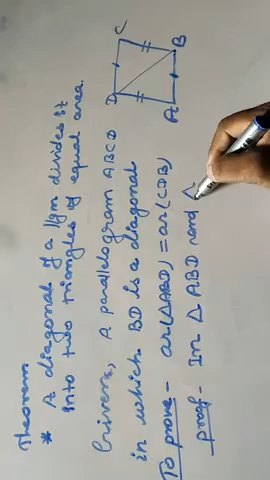 Theorem
* A diagonal of a ||gm divides it
into two triangles of equal area.
Given, A parallelogram ABCD
in which BD is a diagonal
To prove - ar(ΔABD) = ar(CDB)
proof - In Δ ABD and
D
C
A
B